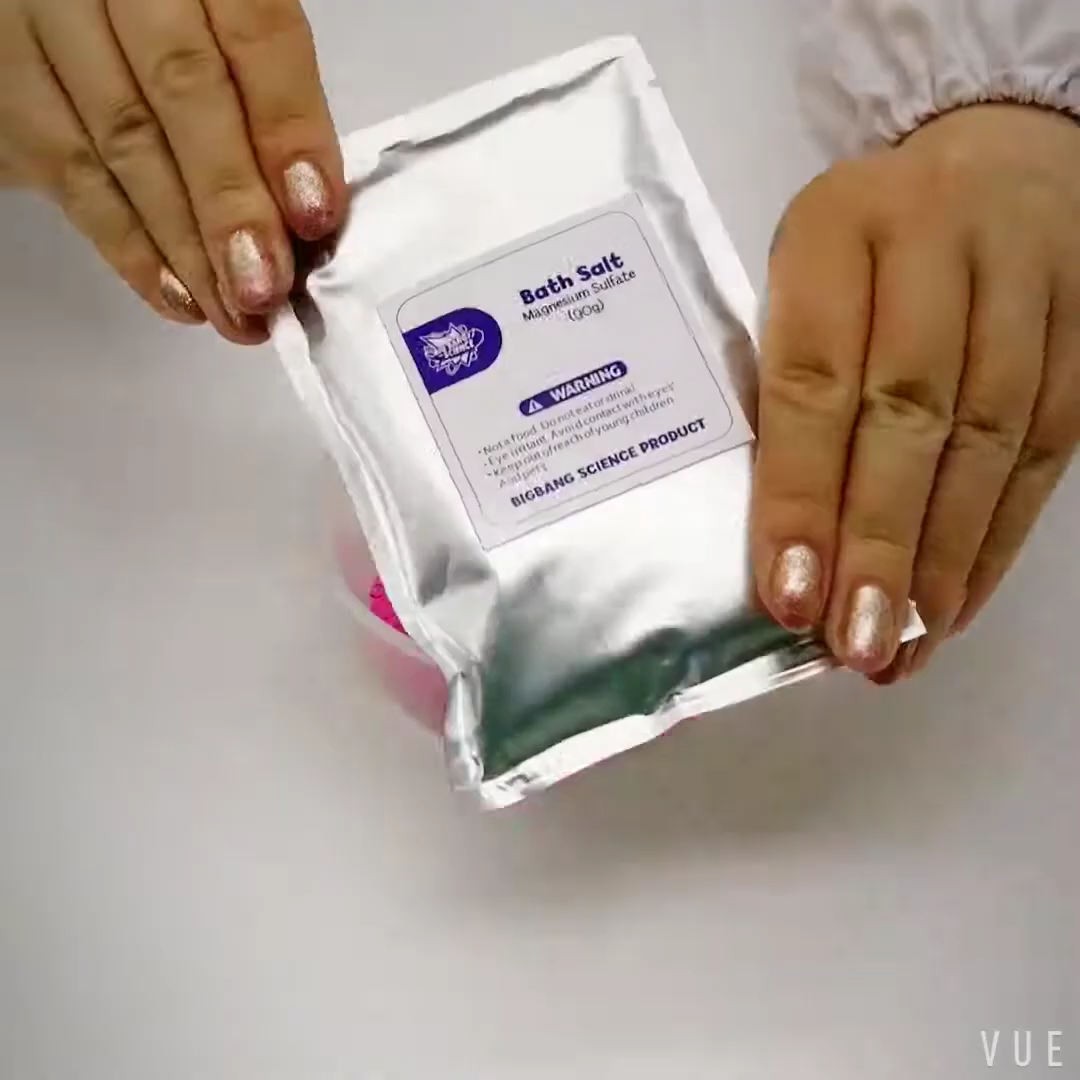 Bath Salt
Magnesium Sulfate
(90g)
SCIENCE
WARNING
• Not a food. Do not eat or drink!
• Eye irritant. Avoid contact with eyes!
• Keep out of reach of young children
And pets
BIGBANG SCIENCE PRODUCT
VUE